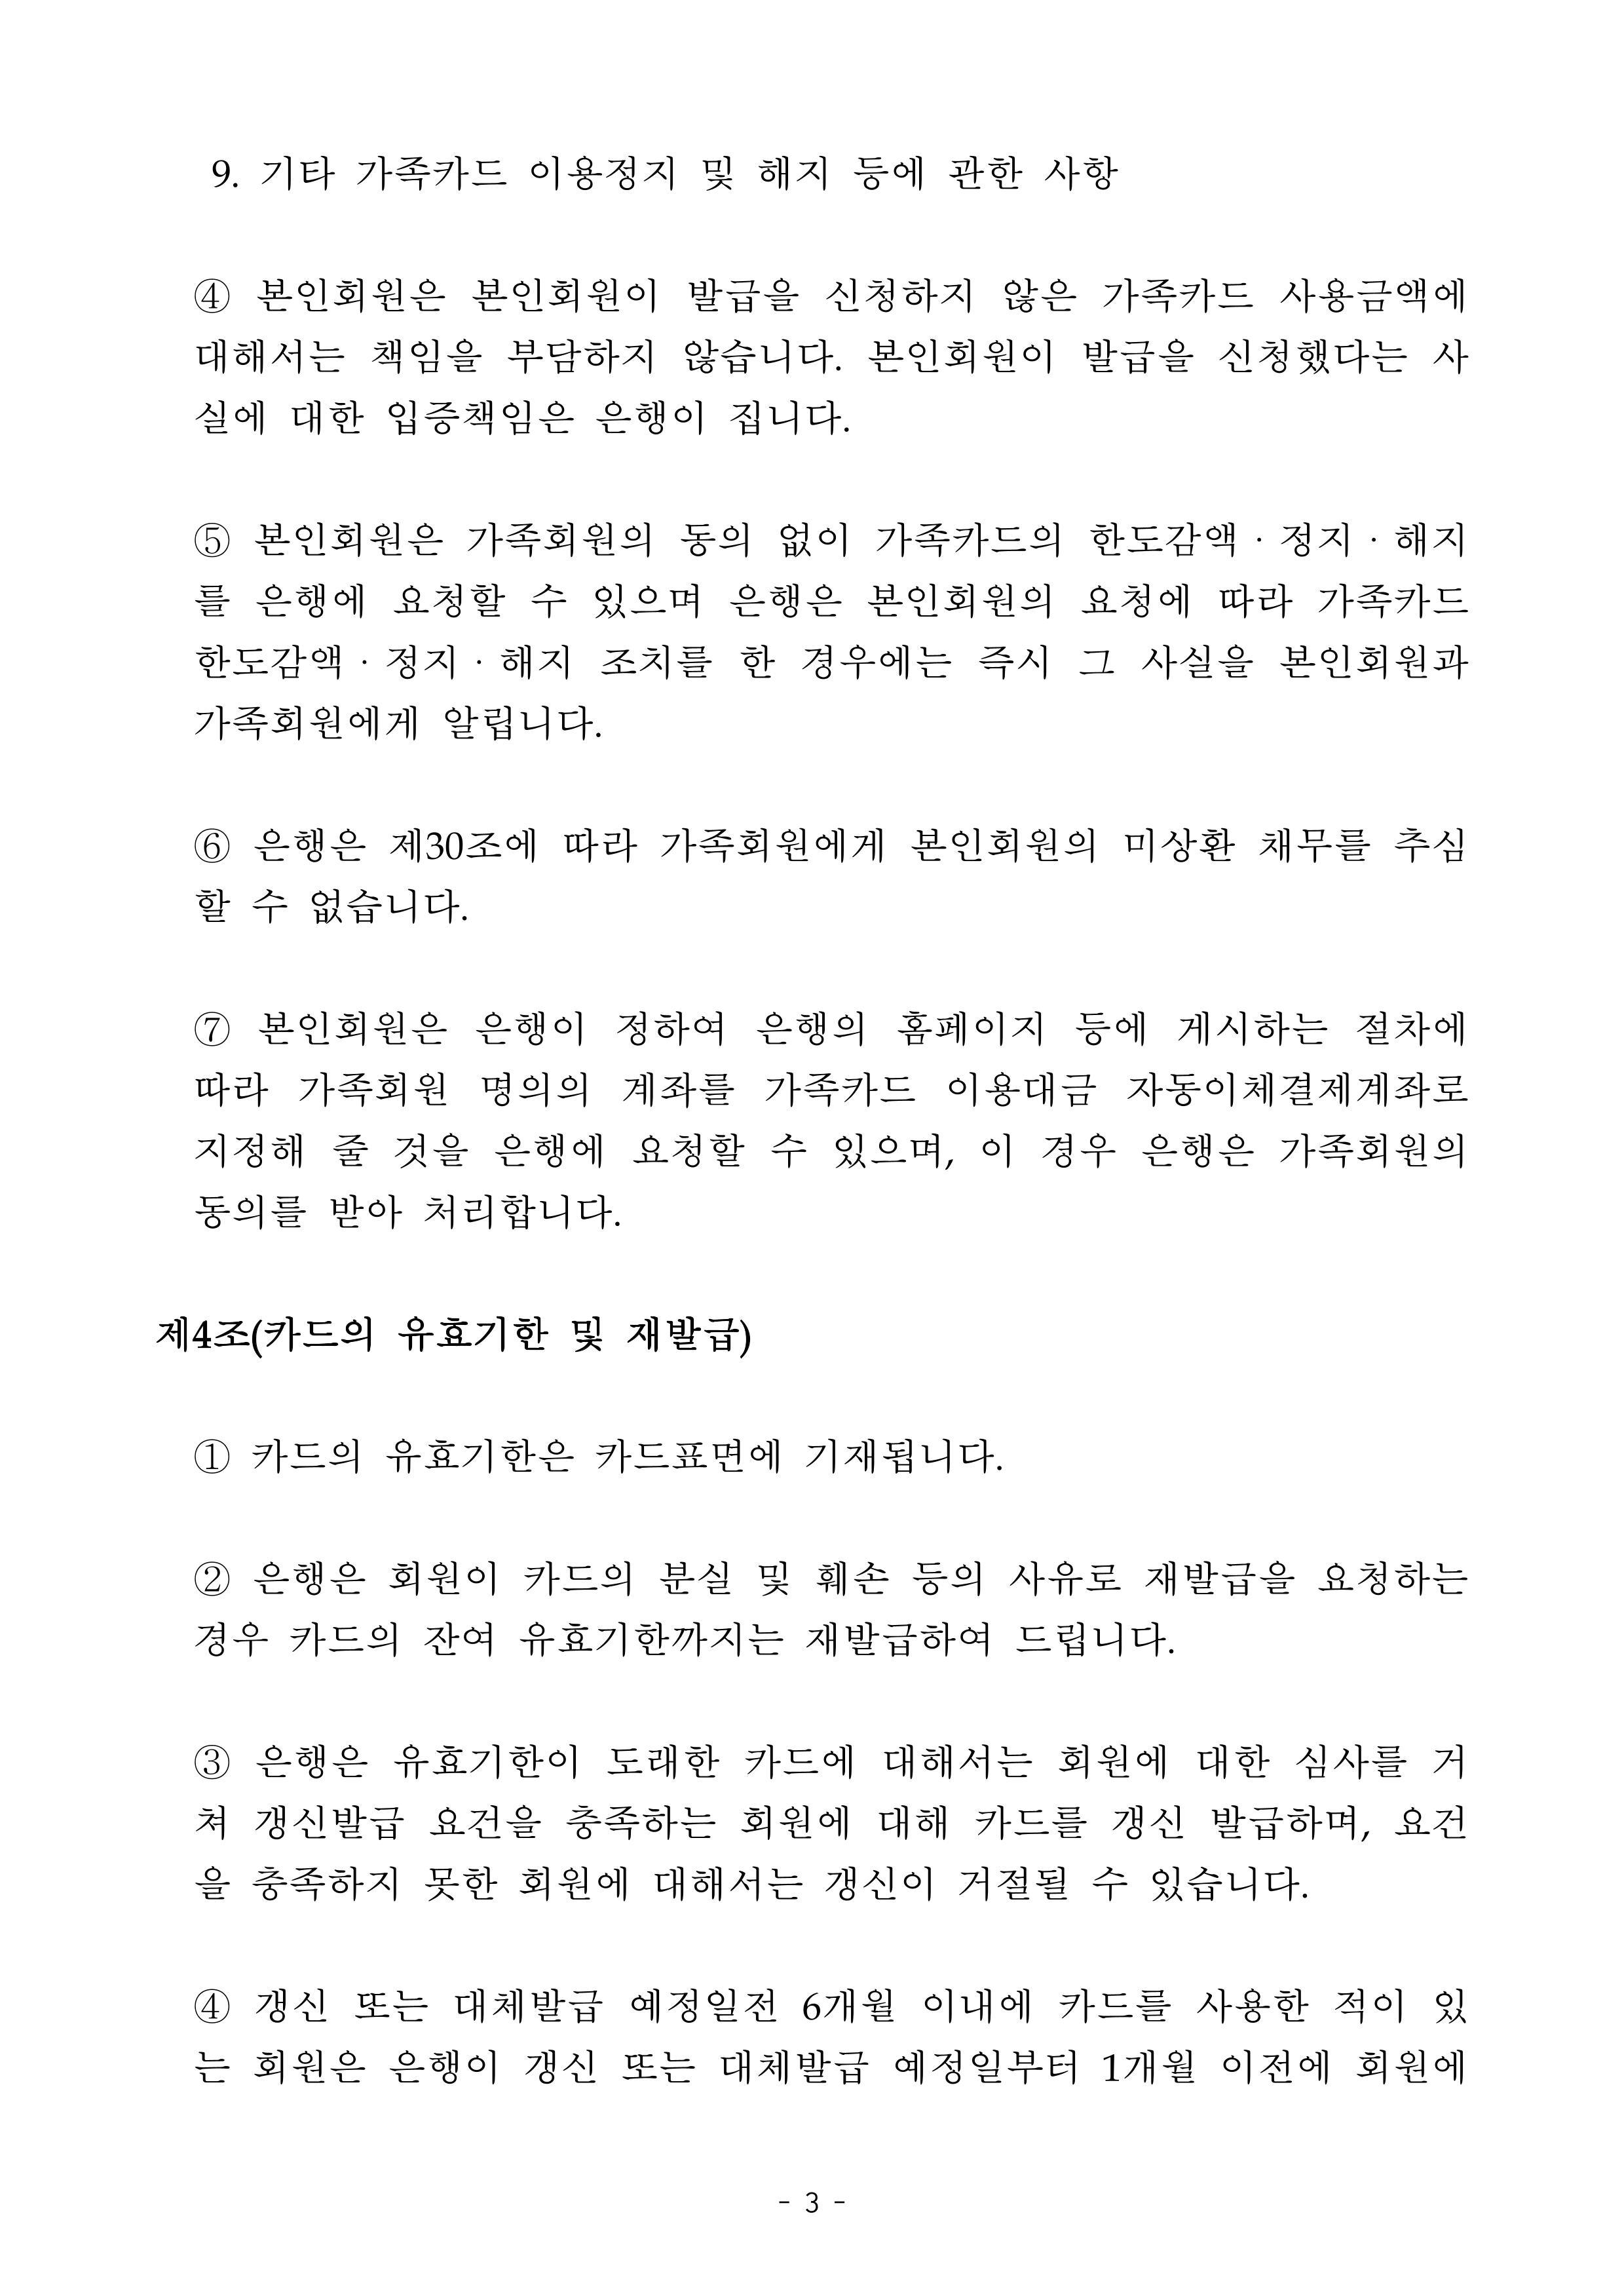 9. 기타 가족카드 이용정지 및 해지 등에 관한 사항
④ 본인회원은 본인회원이 발급을 신청하지 않은 가족카드 사용금액에
대해서는 책임을 부담하지 않습니다. 본인회원이 발급을 신청했다는 사
실에 대한 입증책임은 은행이 집니다.
⑤ 본인회원은 가족회원의 동의 없이 가족카드의 한도감액·정지·해지
를 은행에 요청할 수 있으며 은행은 본인회원의 요청에 따라 가족카드
한도감액·정지·해지 조치를 한 경우에는 즉시 그 사실을 본인회원과
가족회원에게 알립니다.
⑥ 은행은 제30조에 따라 가족회원에게 본인회원의 미상환 채무를 추심
할 수 없습니다.
⑦ 본인회원은 은행이 정하여 은행의 홈페이지 등에 게시하는 절차에
따라 가족회원 명의의 계좌를 가족카드 이용대금 자동이체결제계좌로
지정해 줄 것을 은행에 요청할 수 있으며, 이 경우 은행은 가족회원의
동의를 받아 처리합니다.
제4조(카드의 유효기한 및 재발급)
① 카드의 유효기한은 카드표면에 기재됩니다.
② 은행은 회원이 카드의 분실 및 훼손 등의 사유로 재발급을 요청하는
경우 카드의 잔여 유효기한까지는 재발급하여 드립니다.
③ 은행은 유효기한이 도래한 카드에 대해서는 회원에 대한 심사를 거
쳐 갱신발급 요건을 충족하는 회원에 대해 카드를 갱신 발급하며, 요건
을 충족하지 못한 회원에 대해서는 갱신이 거절될 수 있습니다.
④ 갱신 또는 대체발급 예정일전 6개월 이내에 카드를 사용한 적이 있
는 회원은 은행이 갱신 또는 대체발급 예정일부터 1개월 이전에 회원에
- 3 -